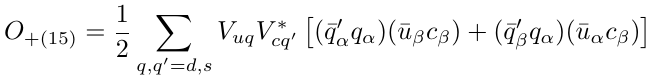 $O_{+(15)} = \frac{1}{2} \sum_{q,q'=d,s} V_{uq} V^{*}_{cq'} \left[ (\bar{q}'_{\alpha} q_{\alpha})(\bar{u}_{\beta} c_{\beta}) + (\bar{q}'_{\beta} q_{\alpha})(\bar{u}_{\alpha} c_{\beta}) \right]$